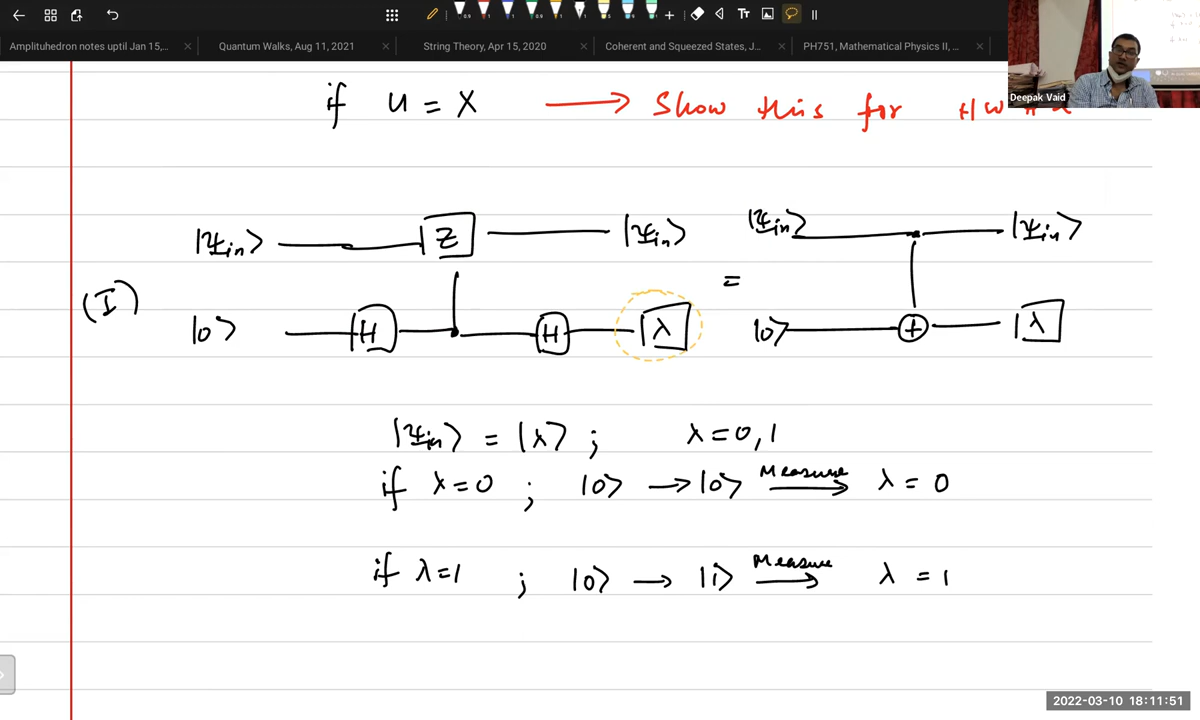 Amplituhedron notes uptil Jan 15,... × Quantum Walks, Aug 11, 2021 × String Theory, Apr 15, 2020 × Coherent and Squeezed States, J... × PH751, Mathematical Physics II, ... ×
Deepak Vaid
if u = X → Show this for HW
|Ψin> Z |Ψin> |Ψin> |Ψin>
(I) =
|0> H H λ |0> λ
|Ψin> = |x> ; x = 0, 1
if x = 0 ; |0> → |0> Measure → λ = 0
if λ = 1 ; |0> → |1> Measure → λ = 1
2022-03-10 18:11:51